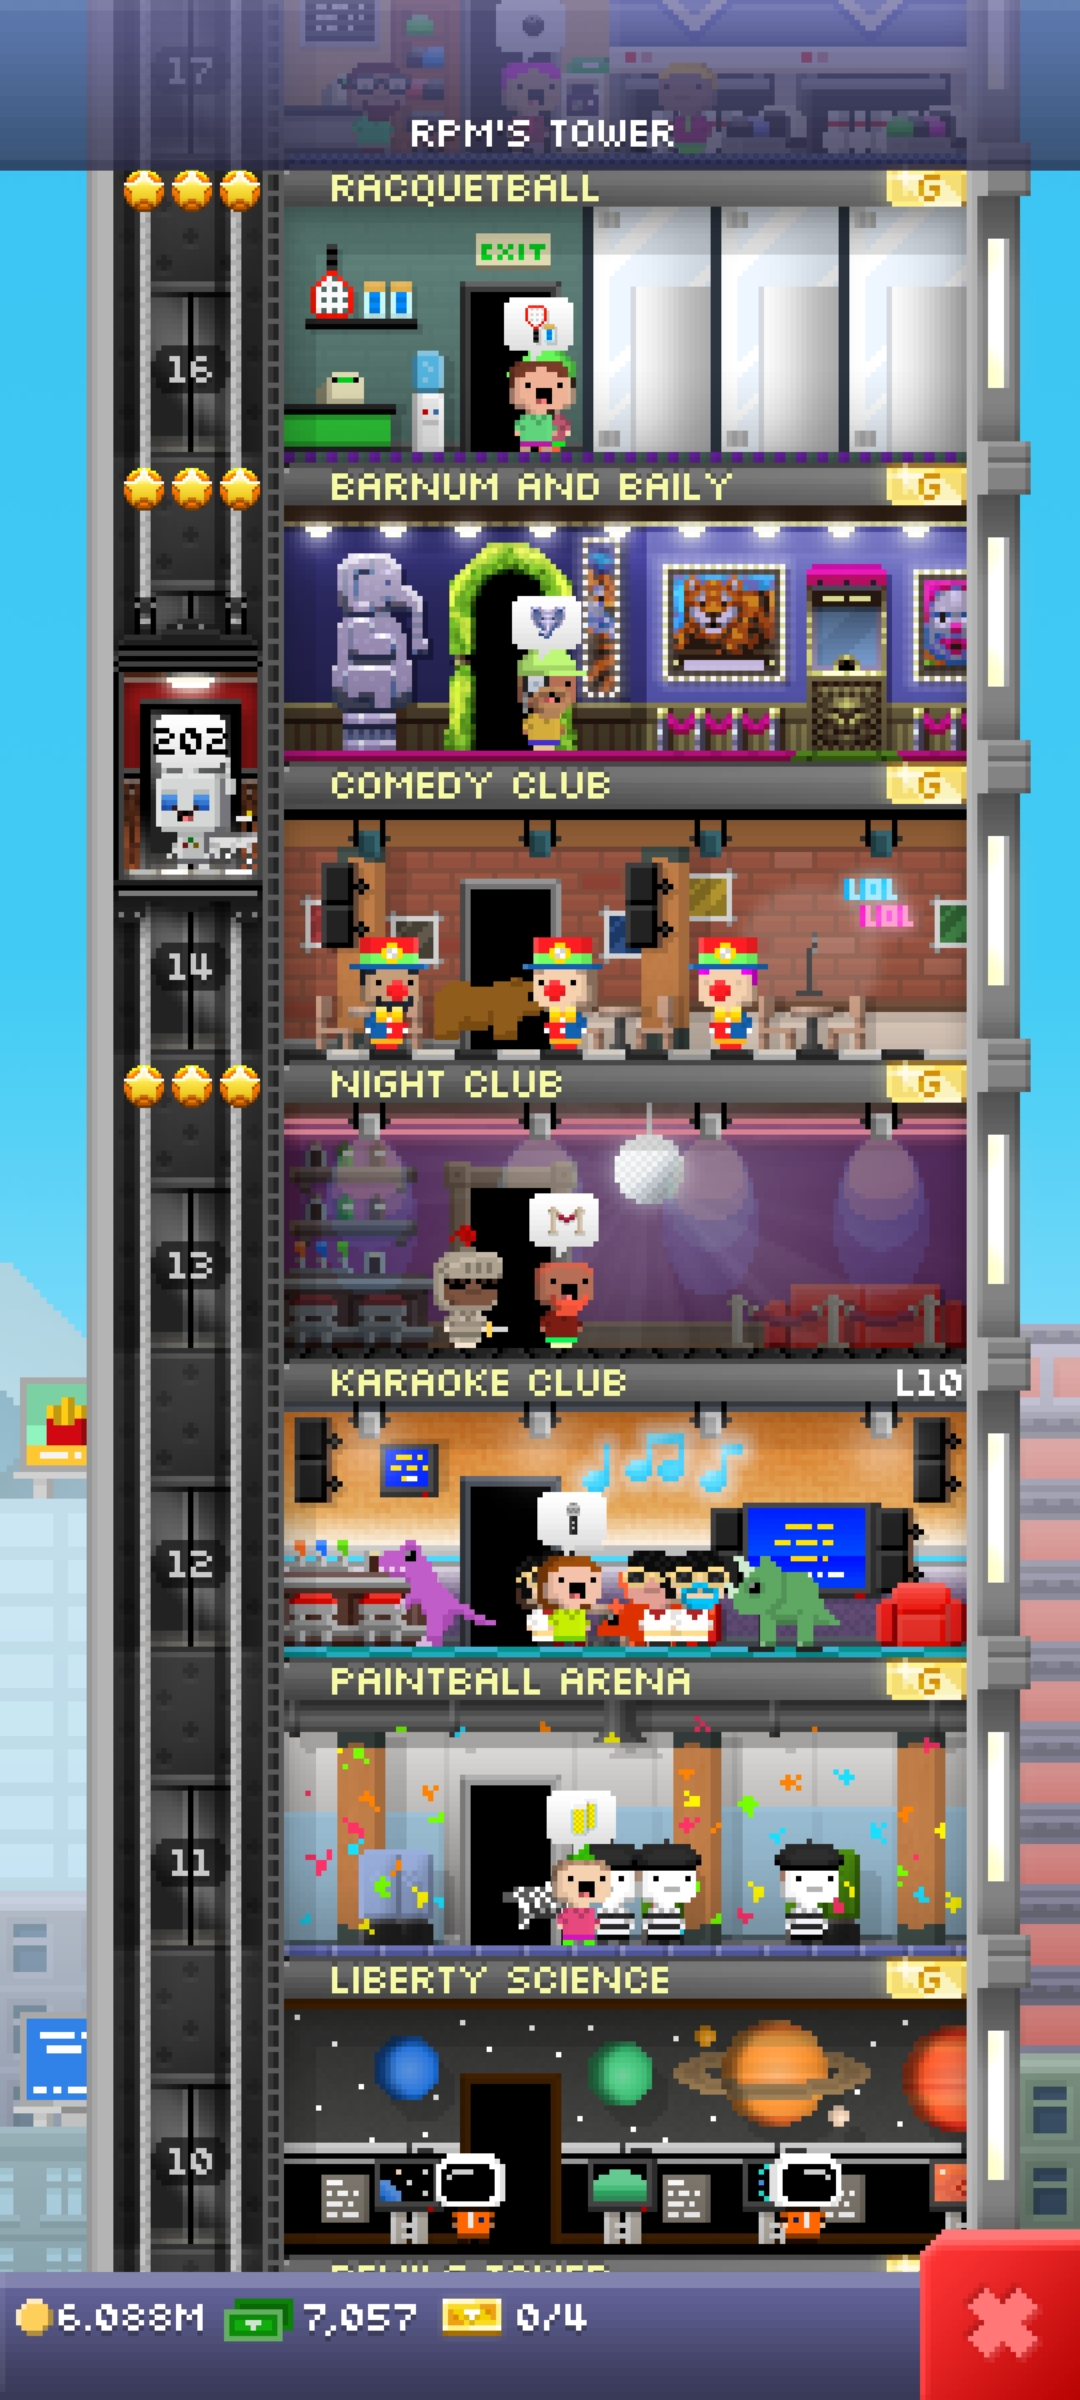 17
RPM'S TOWER
RACQUETBALL G
EXIT
16
BARNUM AND BAILY G
202
COMEDY CLUB G
LOL
LOL
14
NIGHT CLUB G
13
KARAOKE CLUB L10
12
PAINTBALL ARENA G
11
LIBERTY SCIENCE G
10
6.088M 7,057 0/4